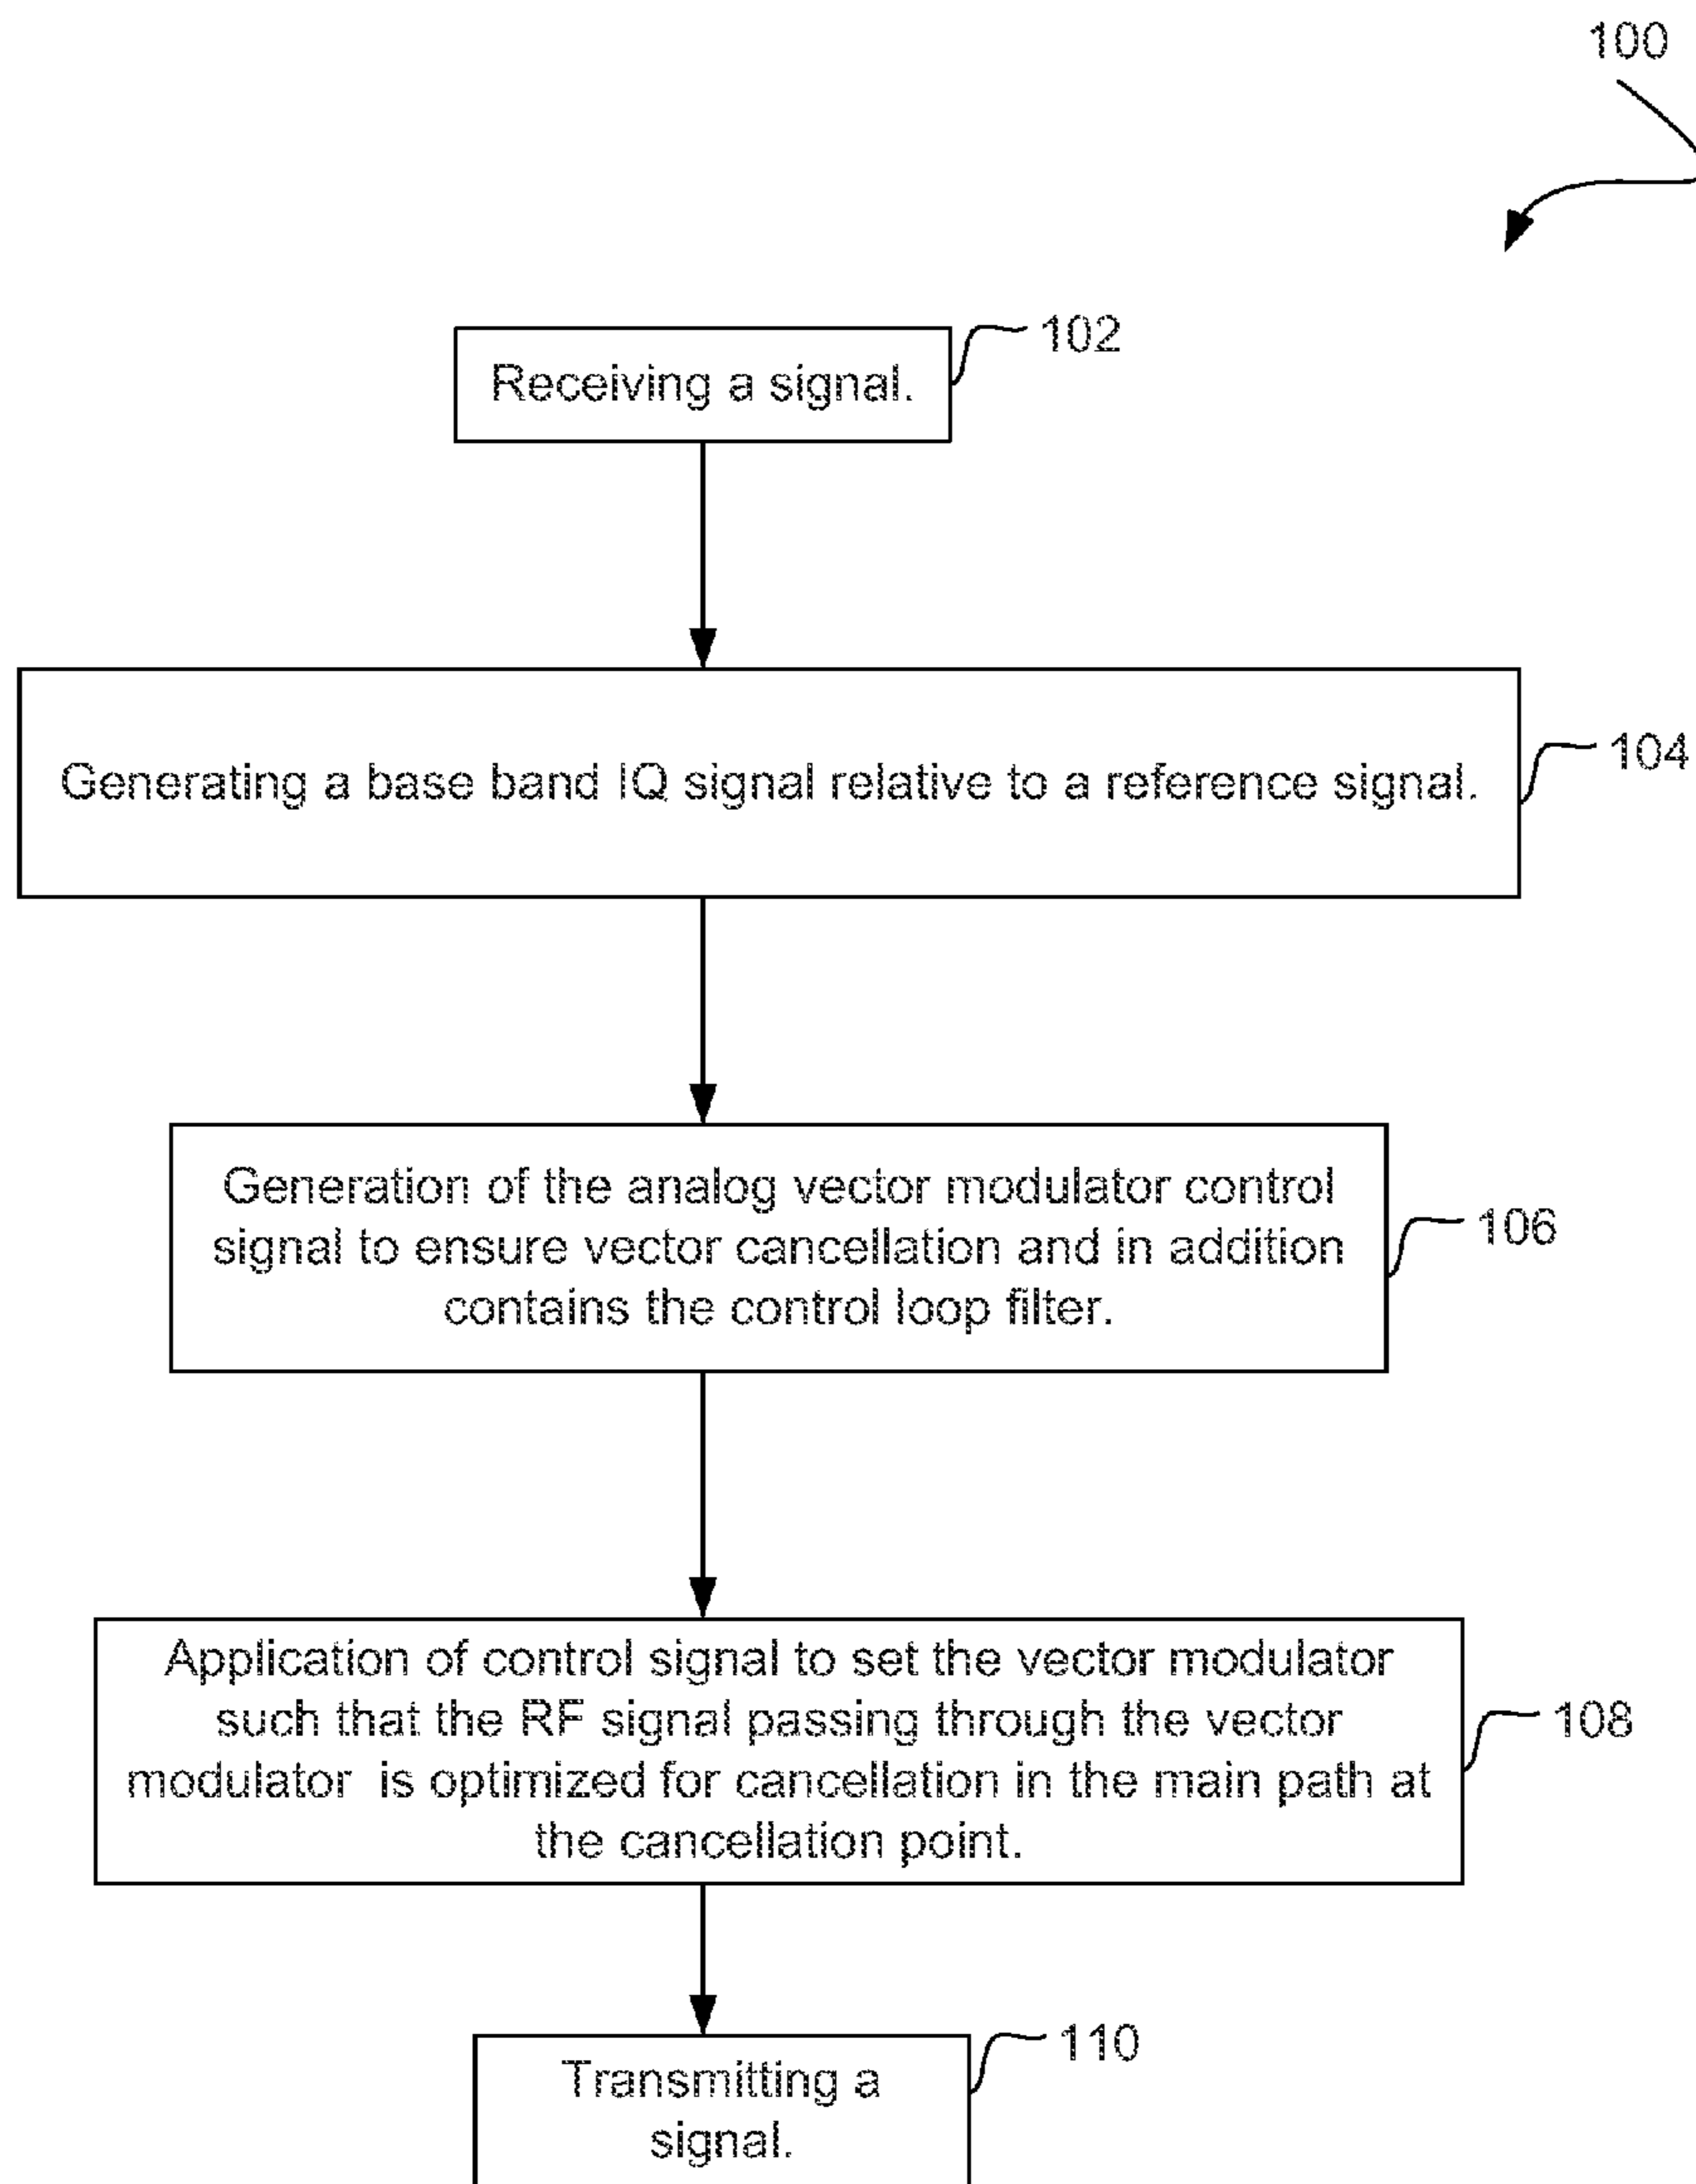 100
102
Receiving a signal.
104
Generating a base band IQ signal relative to a reference signal.
Generation of the analog vector modulator control
signal to ensure vector cancellation and in addition
contains the control loop filter.
106
Application of control signal to set the vector modulator
such that the RF signal passing through the vector
modulator is optimized for cancellation in the main path at
the cancellation point.
108
110
Transmitting a
signal.